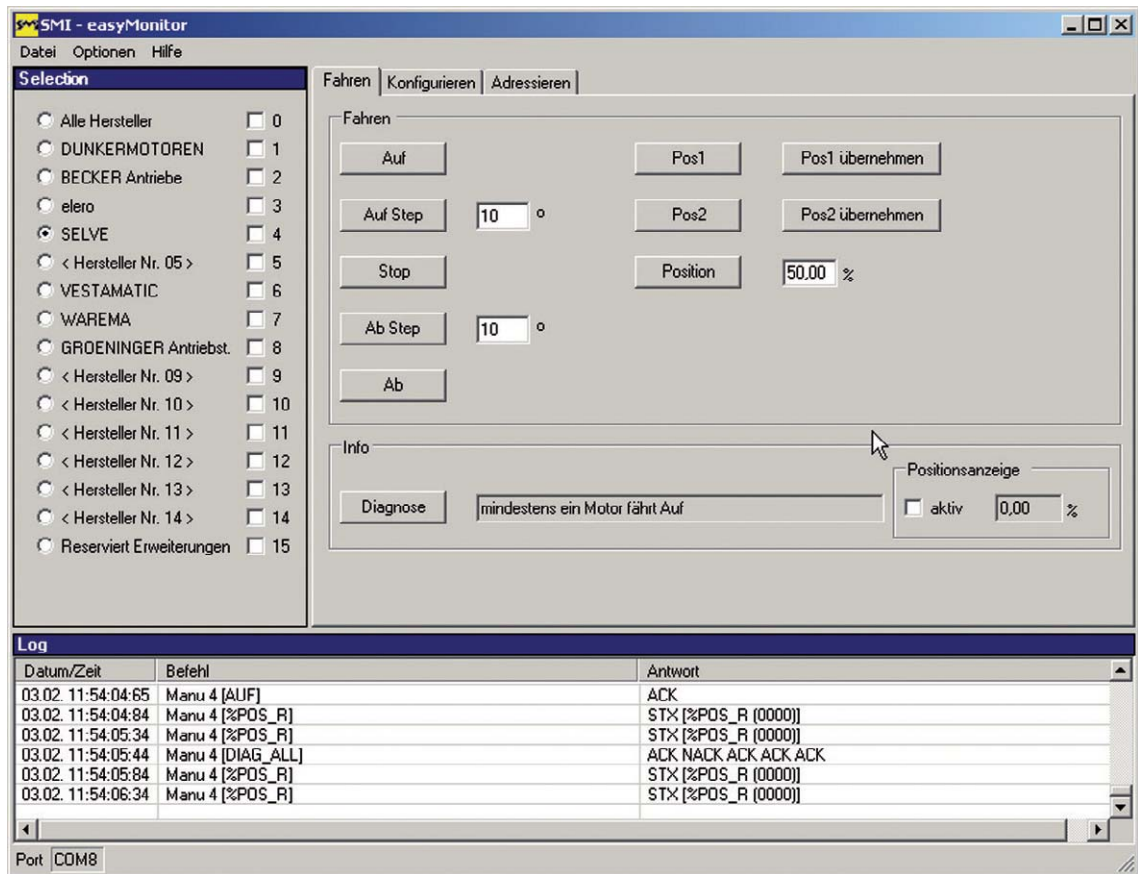 SMI - easyMonitor
Datei Optionen Hilfe
Selection
Alle Hersteller 0
DUNKERMOTOREN 1
BECKER Antriebe 2
elero 3
SELVE 4
< Hersteller Nr. 05 > 5
VESTAMATIC 6
WAREMA 7
GROENINGER Antriebst. 8
< Hersteller Nr. 09 > 9
< Hersteller Nr. 10 > 10
< Hersteller Nr. 11 > 11
< Hersteller Nr. 12 > 12
< Hersteller Nr. 13 > 13
< Hersteller Nr. 14 > 14
Reserviert Erweiterungen 15
Fahren Konfigurieren Adressieren
Fahren
Auf Pos1 Pos1 übernehmen
Auf Step 10 ° Pos2 Pos2 übernehmen
Stop Position 50,00 %
Ab Step 10 °
Ab
Info
Diagnose mindestens ein Motor fährt Auf
Positionsanzeige
aktiv 0,00 %
Log
Datum/Zeit Befehl Antwort
03.02. 11:54:04:65 Manu 4 [AUF] ACK
03.02. 11:54:04:84 Manu 4 [%POS_R] STX [%POS_R (0000)]
03.02. 11:54:05:34 Manu 4 [%POS_R] STX [%POS_R (0000)]
03.02. 11:54:05:44 Manu 4 [DIAG_ALL] ACK NACK ACK ACK ACK
03.02. 11:54:05:84 Manu 4 [%POS_R] STX [%POS_R (0000)]
03.02. 11:54:06:34 Manu 4 [%POS_R] STX [%POS_R (0000)]
Port COM8